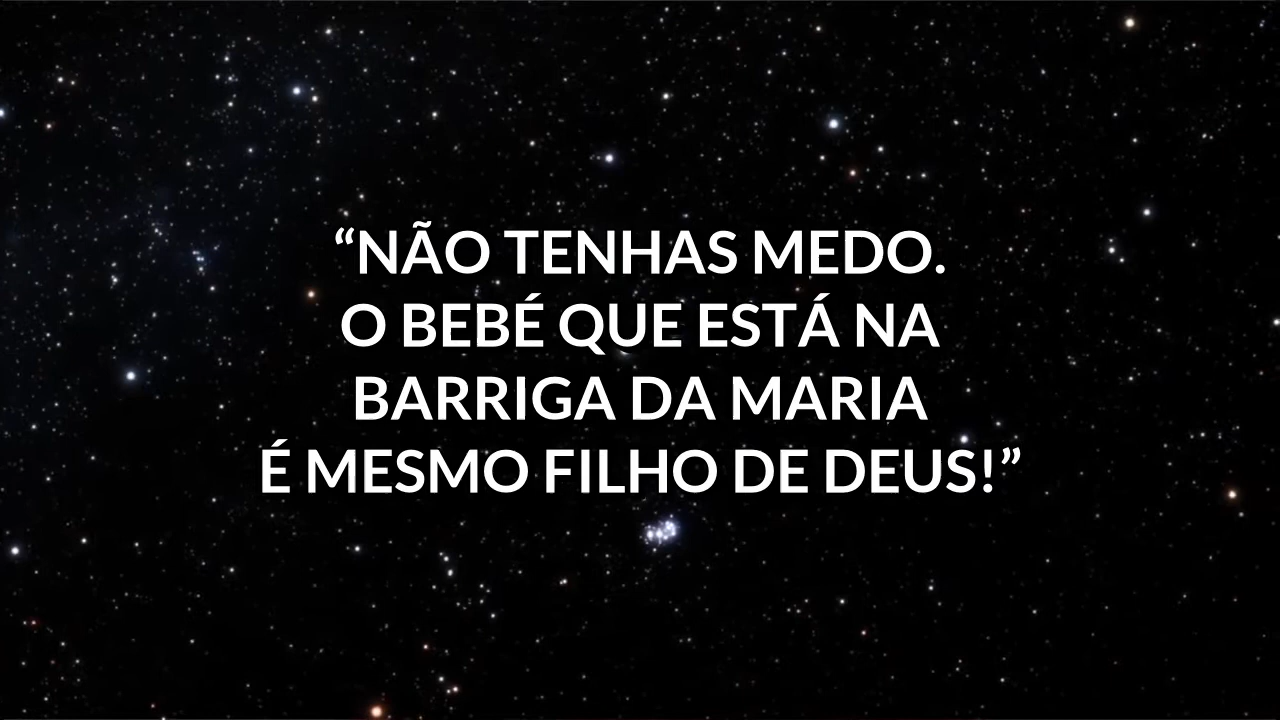 “NÃO TENHAS MEDO.
O BEBÉ QUE ESTÁ NA
BARRIGA DA MARIA
É MESMO FILHO DE DEUS!”